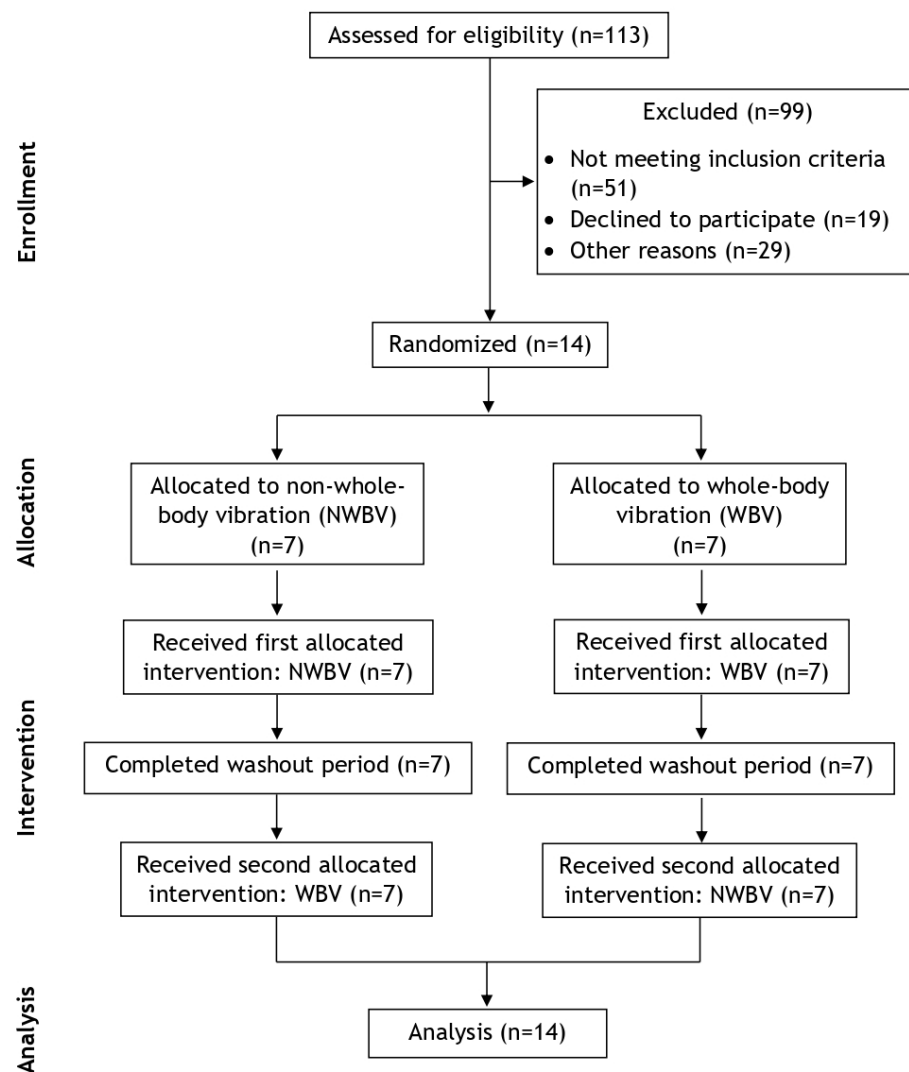 Assessed for eligibility (n=113)
Enrollment
Excluded (n=99)
• Not meeting inclusion criteria
(n=51)
• Declined to participate (n=19)
• Other reasons (n=29)
Randomized (n=14)
Allocation
Allocated to non-whole-
body vibration (NWBV)
(n=7)
Allocated to whole-body
vibration (WBV)
(n=7)
Intervention
Received first allocated
intervention: NWBV (n=7)
Received first allocated
intervention: WBV (n=7)
Completed washout period (n=7)
Completed washout period (n=7)
Received second allocated
intervention: WBV (n=7)
Received second allocated
intervention: NWBV (n=7)
Analysis
Analysis (n=14)